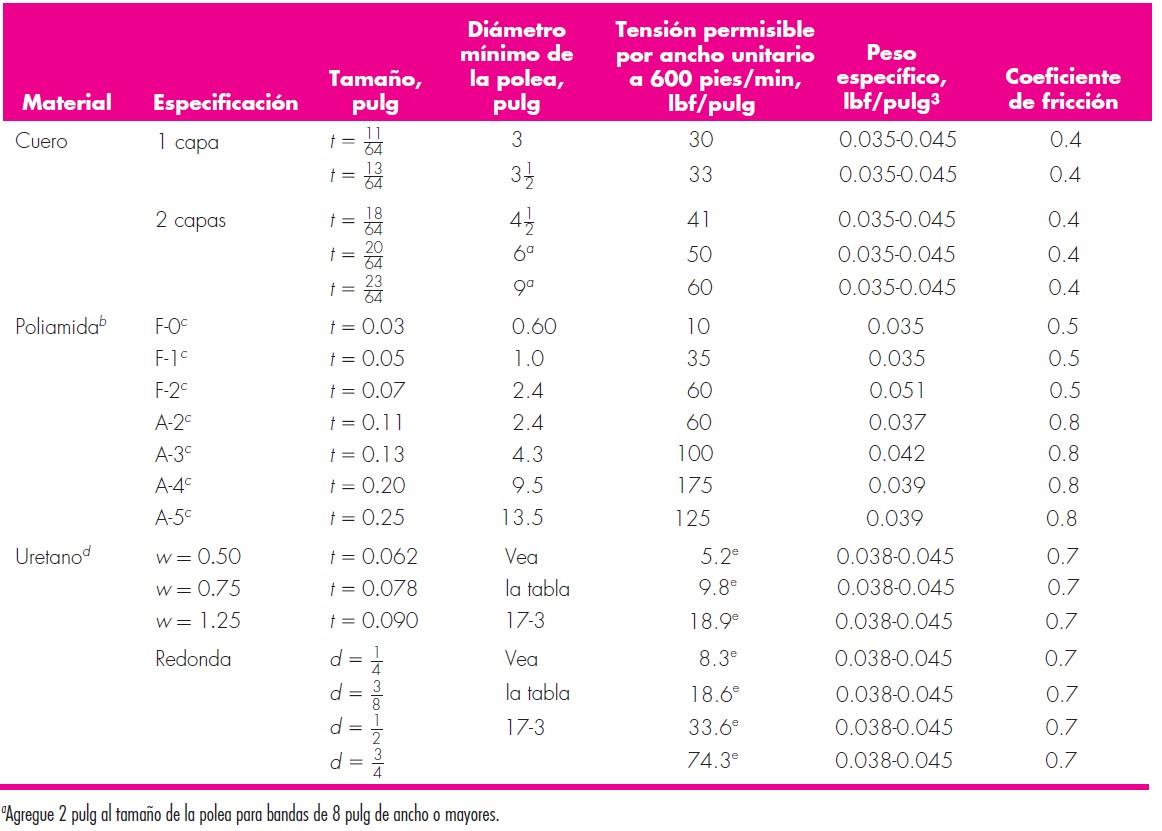 Material Especificación Tamaño, pulg Diámetro mínimo de la polea, pulg Tensión permisible por ancho unitario a 600 pies/min, lbf/pulg Peso específico, lbf/pulg³ Coeficiente de fricción
Cuero 1 capa t = 11/64 3 30 0.035-0.045 0.4
t = 13/64 3 1/2 33 0.035-0.045 0.4
2 capas t = 18/64 4 1/2 41 0.035-0.045 0.4
t = 20/64 6ᵃ 50 0.035-0.045 0.4
t = 23/64 9ᵃ 60 0.035-0.045 0.4
Poliamidaᵇ F-0ᶜ t = 0.03 0.60 10 0.035 0.5
F-1ᶜ t = 0.05 1.0 35 0.035 0.5
F-2ᶜ t = 0.07 2.4 60 0.051 0.5
A-2ᶜ t = 0.11 2.4 60 0.037 0.8
A-3ᶜ t = 0.13 4.3 100 0.042 0.8
A-4ᶜ t = 0.20 9.5 175 0.039 0.8
A-5ᶜ t = 0.25 13.5 125 0.039 0.8
Uretanoᵈ w = 0.50 t = 0.062 Vea 5.2ᵉ 0.038-0.045 0.7
w = 0.75 t = 0.078 la tabla 9.8ᵉ 0.038-0.045 0.7
w = 1.25 t = 0.090 17-3 18.9ᵉ 0.038-0.045 0.7
Redonda d = 1/4 Vea 8.3ᵉ 0.038-0.045 0.7
d = 3/8 la tabla 18.6ᵉ 0.038-0.045 0.7
d = 1/2 17-3 33.6ᵉ 0.038-0.045 0.7
d = 3/4 74.3ᵉ 0.038-0.045 0.7
ᵃAgregue 2 pulg al tamaño de la polea para bandas de 8 pulg de ancho o mayores.